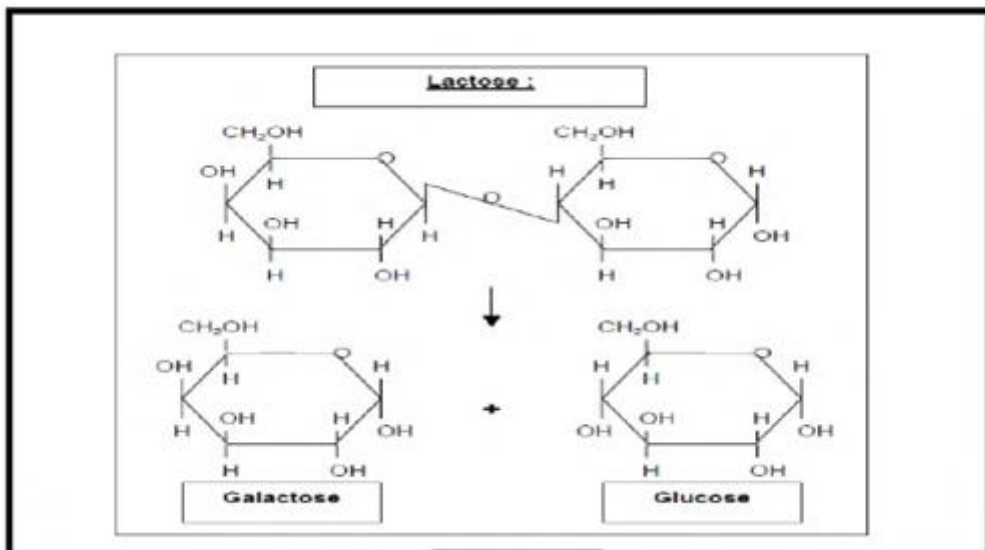 Lactose :
CH₂OH CH₂OH
O O
OH H H
H H
O
OH H OH H
H H OH
H OH H OH
CH₂OH CH₂OH
O O
OH H H H
H H
+
OH H OH H
H OH OH OH
H OH H OH
Galactose Glucose